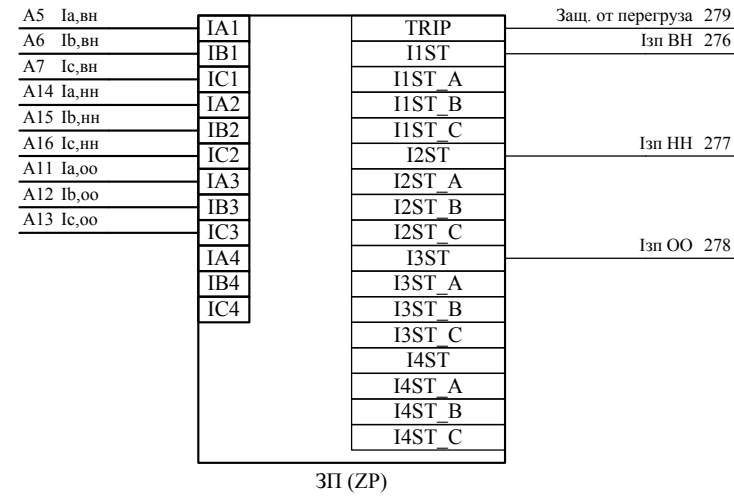 A5 Ia,вн IA1 TRIP Защ. от перегруза 279
A6 Ib,вн IB1 I1ST Iзп ВН 276
A7 Ic,вн IC1 I1ST_A
A14 Ia,нн IA2 I1ST_B
A15 Ib,нн IB2 I1ST_C
A16 Ic,нн IC2 I2ST Iзп НН 277
A11 Ia,оо IA3 I2ST_A
A12 Ib,оо IB3 I2ST_B
A13 Ic,оо IC3 I2ST_C
IA4 I3ST Iзп ОО 278
IB4 I3ST_A
IC4 I3ST_B
I3ST_C
I4ST
I4ST_A
I4ST_B
I4ST_C
ЗП (ZP)